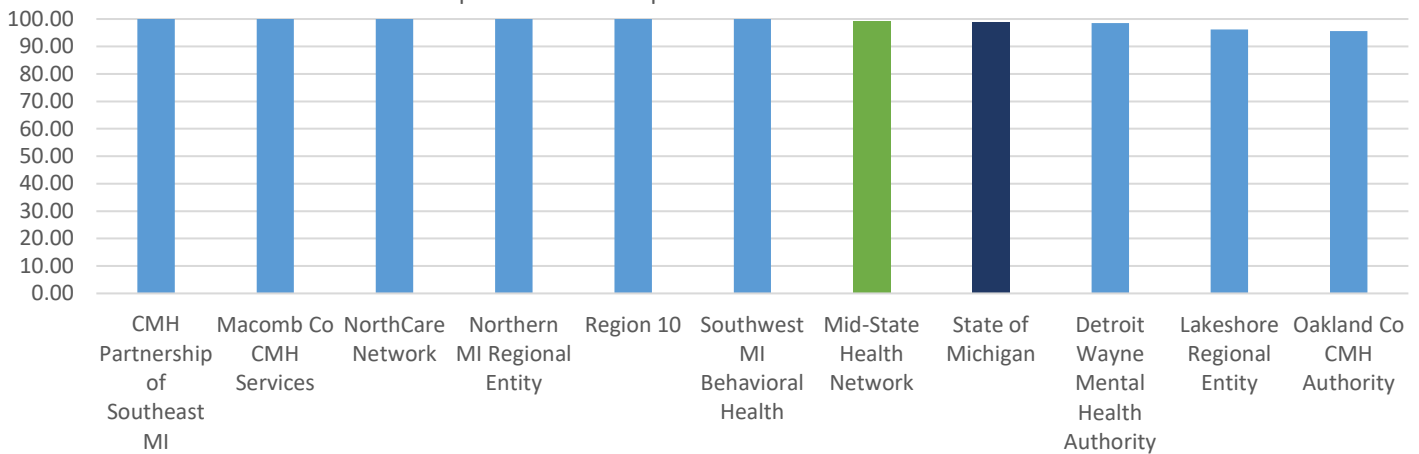 100.00
90.00
80.00
70.00
60.00
50.00
40.00
30.00
20.00
10.00
0.00
CMH
Partnership
of
Southeast
MI
Macomb Co
CMH
Services
NorthCare
Network
Northern
MI Regional
Entity
Region 10
Southwest
MI
Behavioral
Health
Mid-State
Health
Network
State of
Michigan
Detroit
Wayne
Mental
Health
Authority
Lakeshore
Regional
Entity
Oakland Co
CMH
Authority